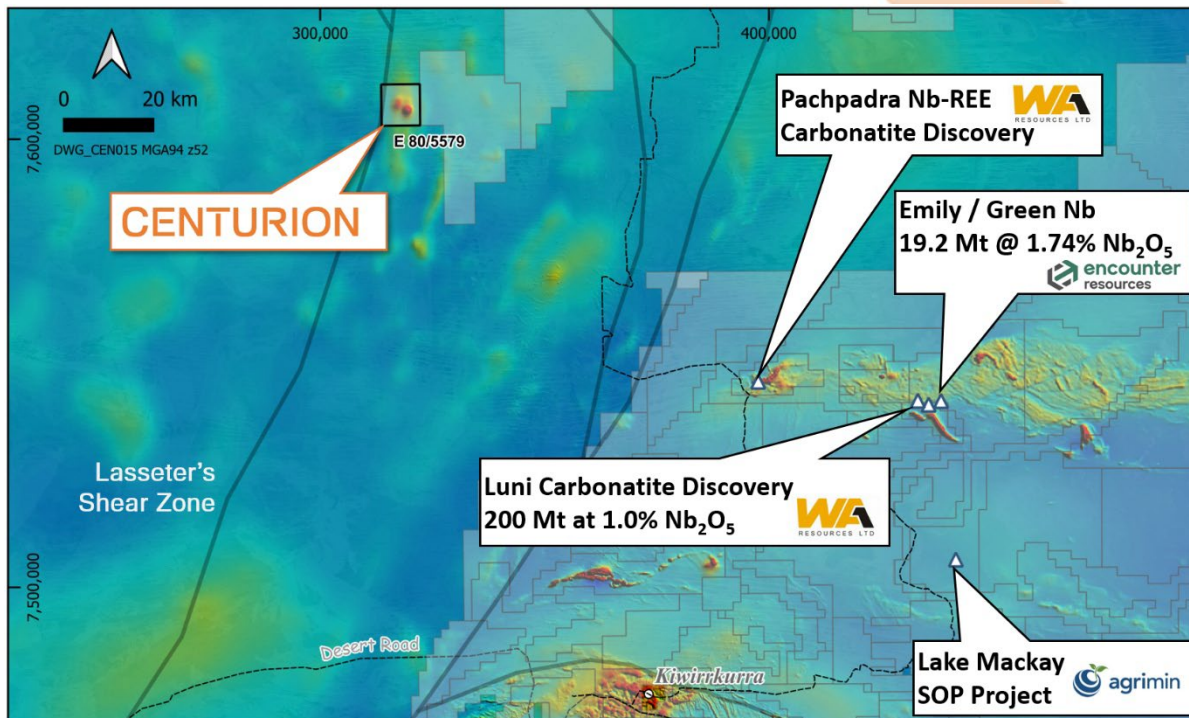 300,000
400,000
0 20 km
DWG_CEN015 MGA94 z52
7,600,000
E 80/5579
CENTURION
Pachpadra Nb-REE
Carbonatite Discovery
WA
RESOURCES LTD
Emily / Green Nb
19.2 Mt @ 1.74% Nb₂O₅
encounter
resources
Lasseter's
Shear Zone
Luni Carbonatite Discovery
200 Mt at 1.0% Nb₂O₅
WA
RESOURCES LTD
7,500,000
Desert Road
Kiwirrkurra
Lake Mackay
SOP Project
agrimin